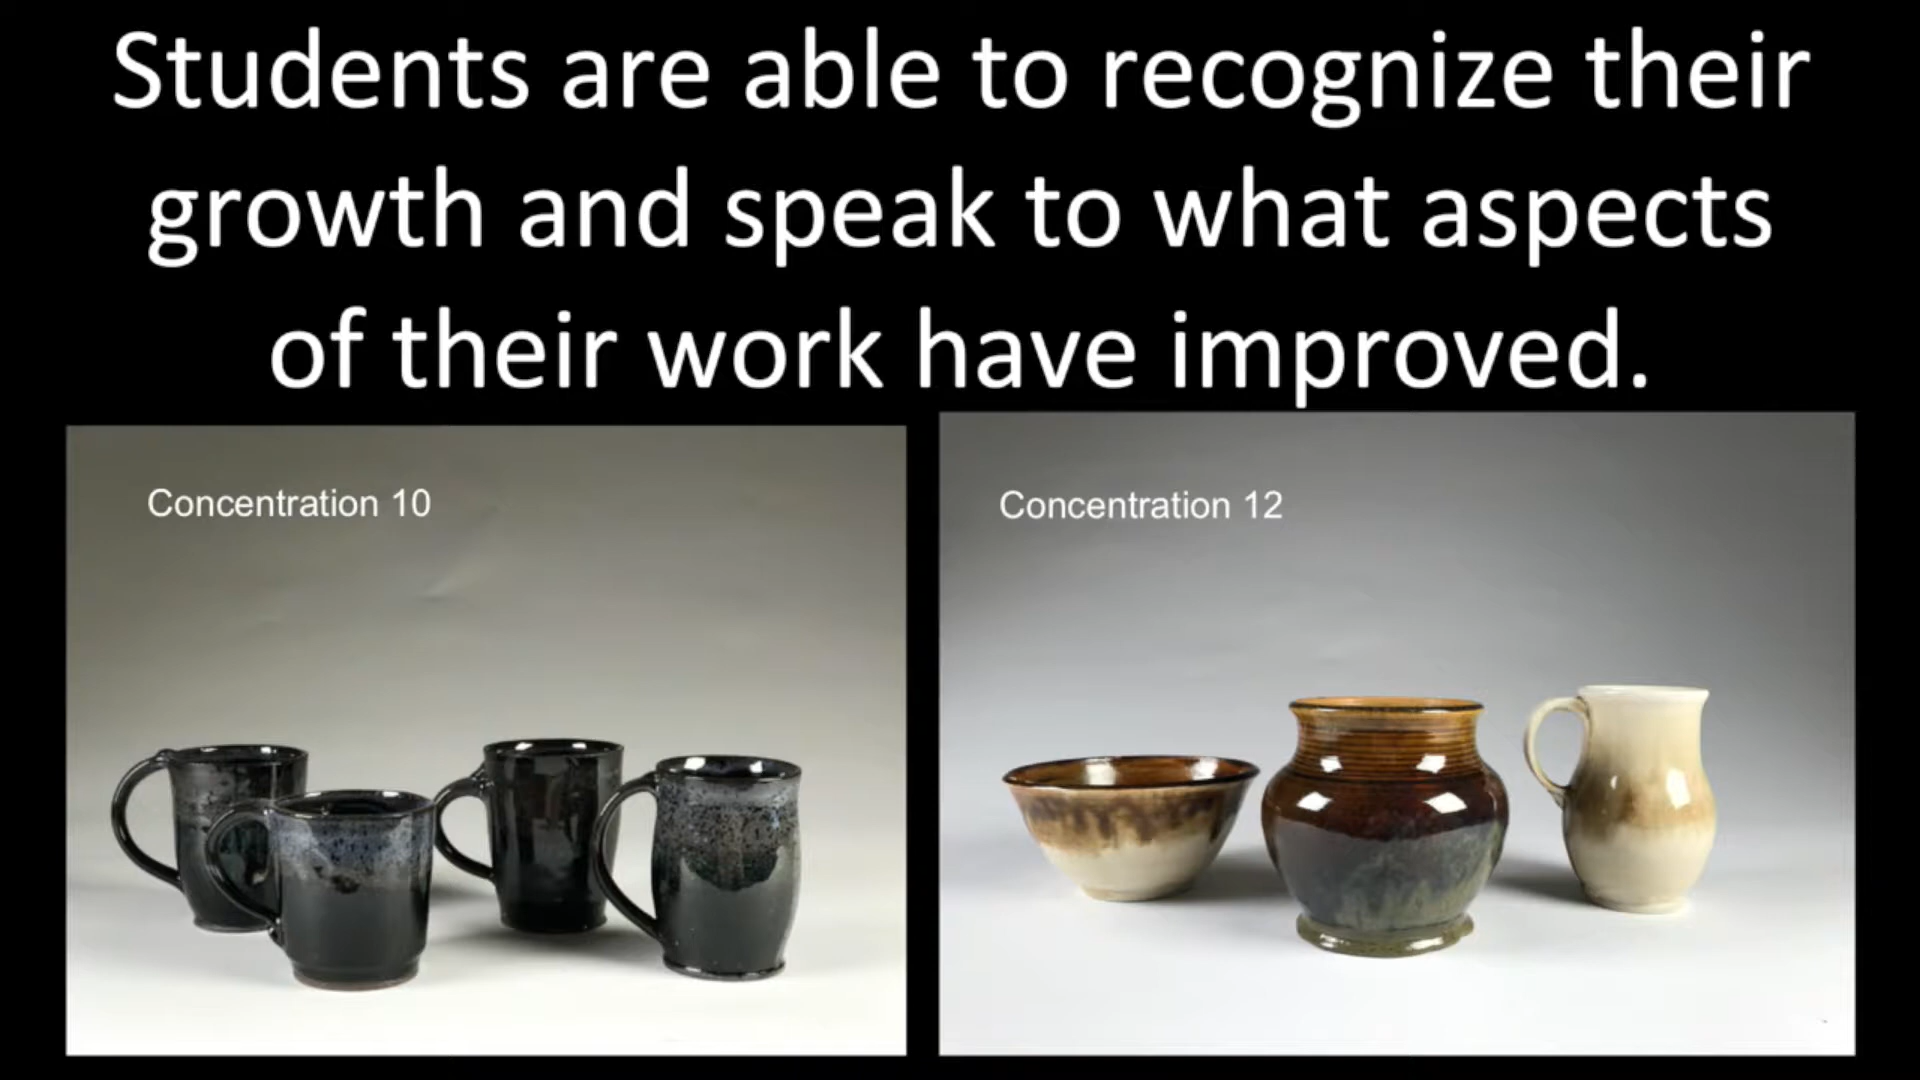 Students are able to recognize their
growth and speak to what aspects
of their work have improved.
Concentration 10
Concentration 12